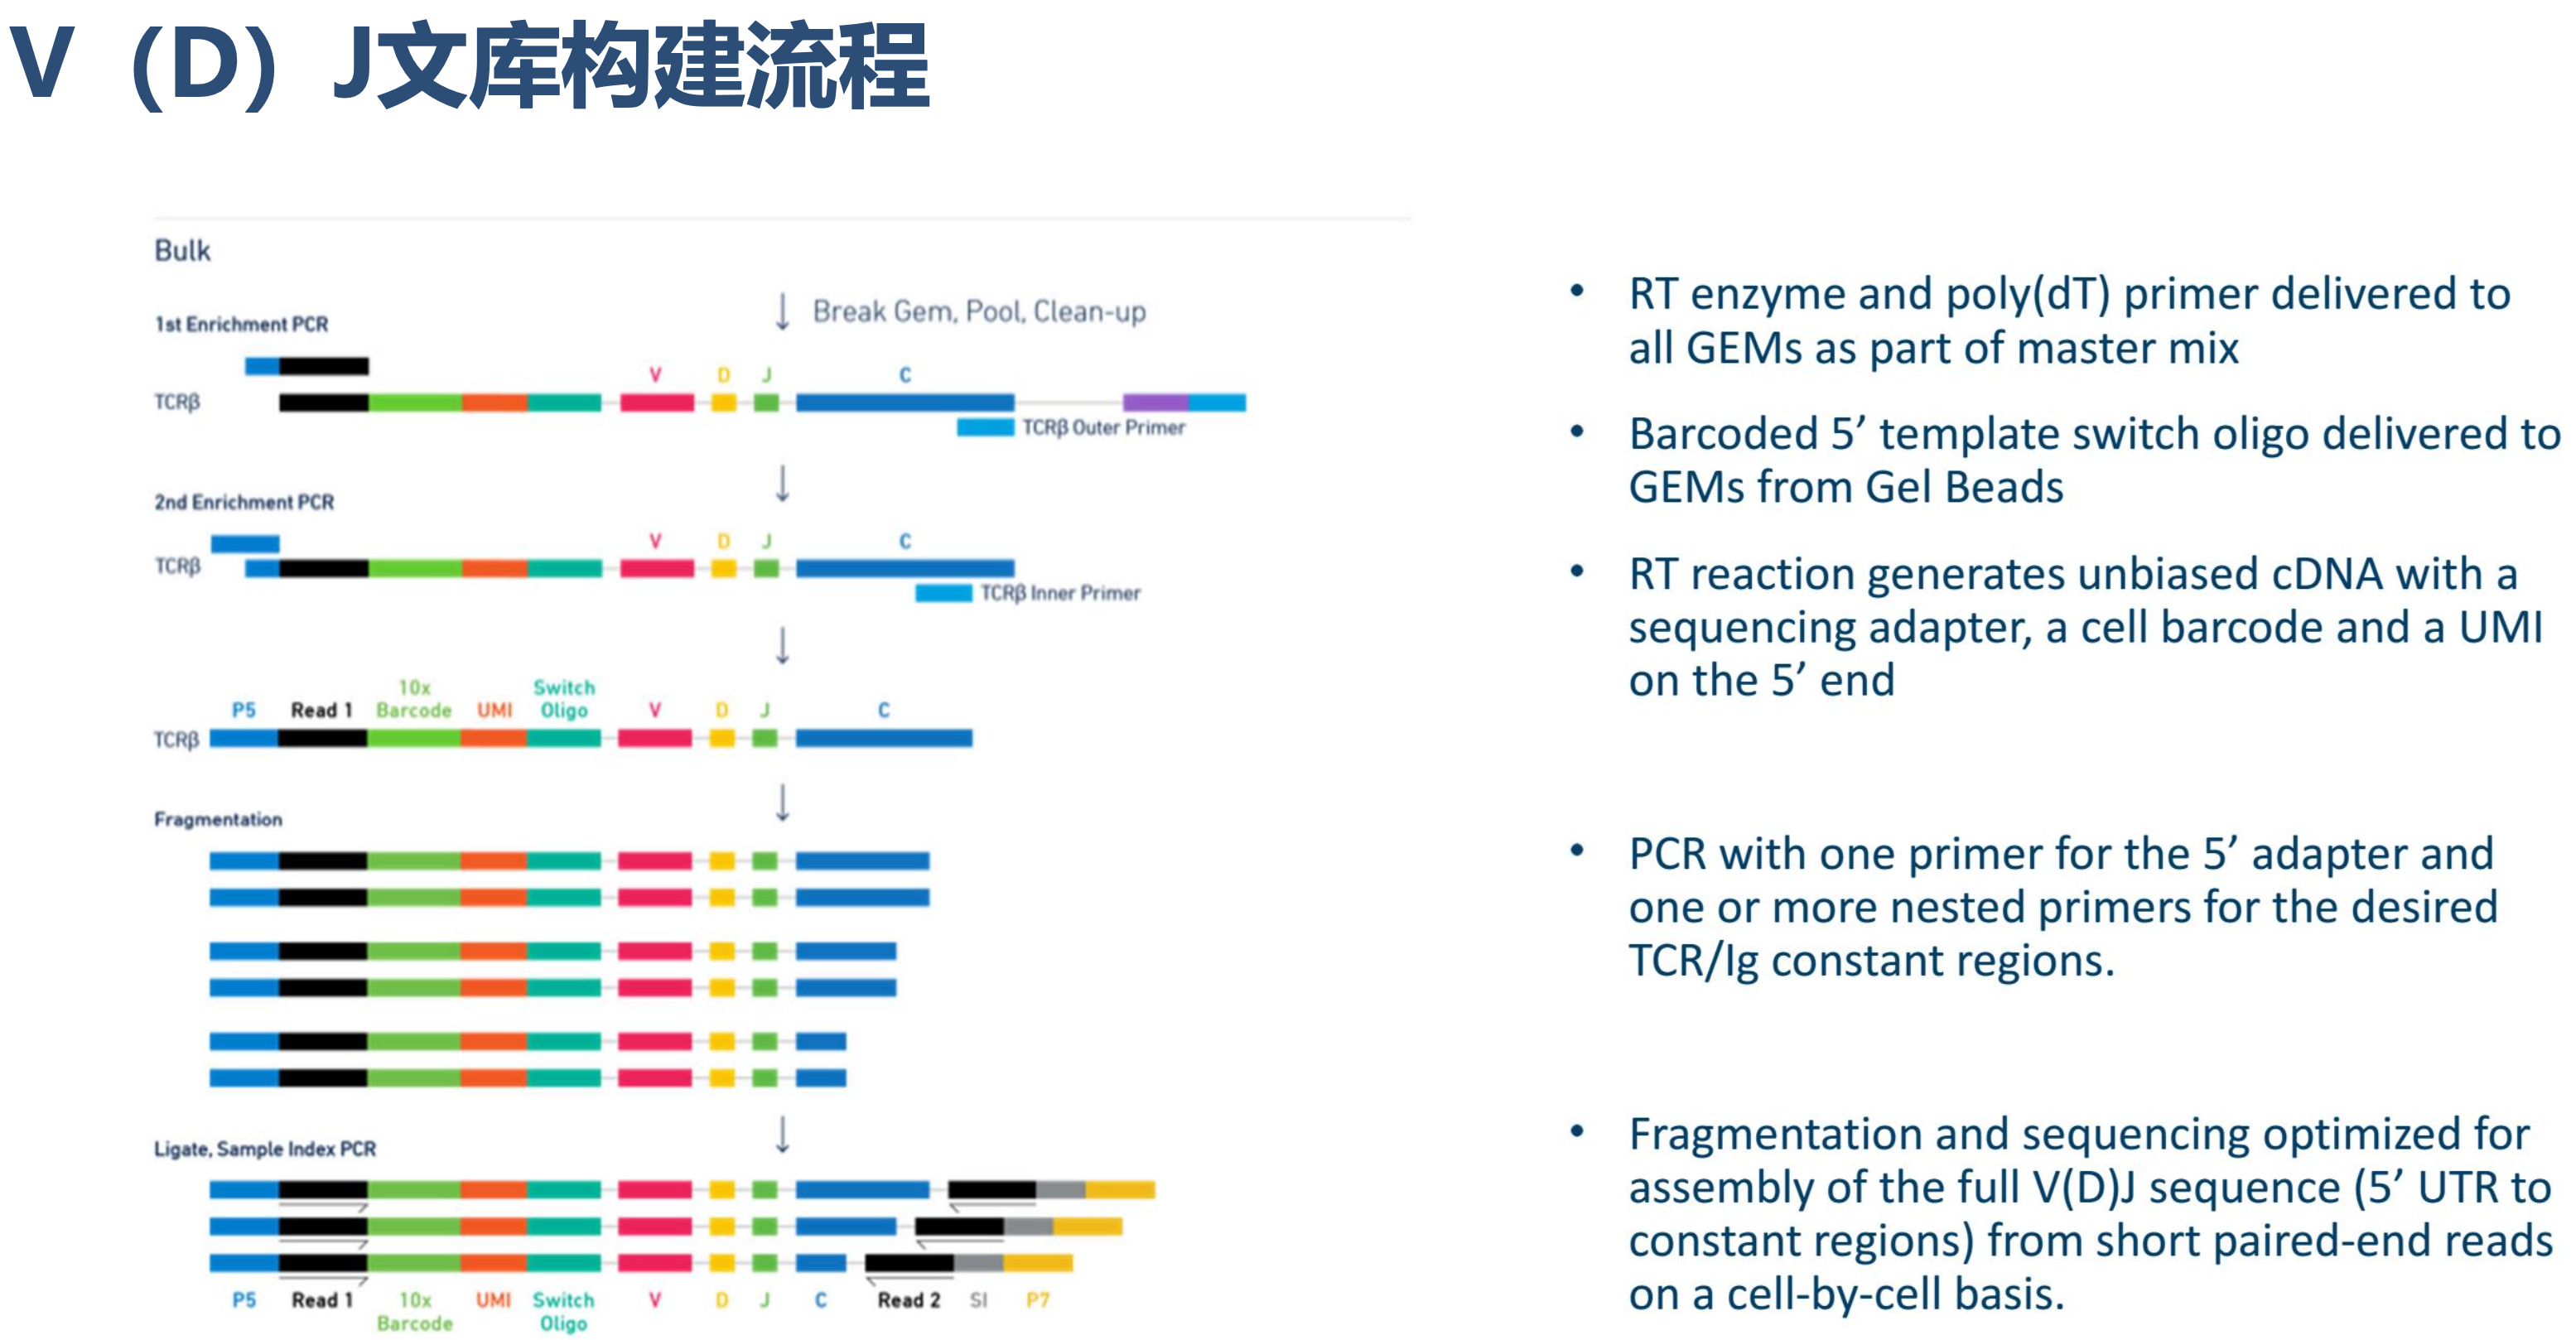 V（D）J文库构建流程
Bulk
Break Gem, Pool, Clean-up
1st Enrichment PCR
V D J C
TCRβ
TCRβ Outer Primer
2nd Enrichment PCR
V D J C
TCRβ
TCRβ Inner Primer
10x Switch
P5 Read 1 Barcode UMI Oligo V D J C
TCRβ
Fragmentation
Ligate, Sample Index PCR
P5 Read 1 10x UMI Switch V D J C Read 2 SI P7
Barcode Oligo
• RT enzyme and poly(dT) primer delivered to
all GEMs as part of master mix
• Barcoded 5’ template switch oligo delivered to
GEMs from Gel Beads
• RT reaction generates unbiased cDNA with a
sequencing adapter, a cell barcode and a UMI
on the 5’ end
• PCR with one primer for the 5’ adapter and
one or more nested primers for the desired
TCR/Ig constant regions.
• Fragmentation and sequencing optimized for
assembly of the full V(D)J sequence (5’ UTR to
constant regions) from short paired-end reads
on a cell-by-cell basis.